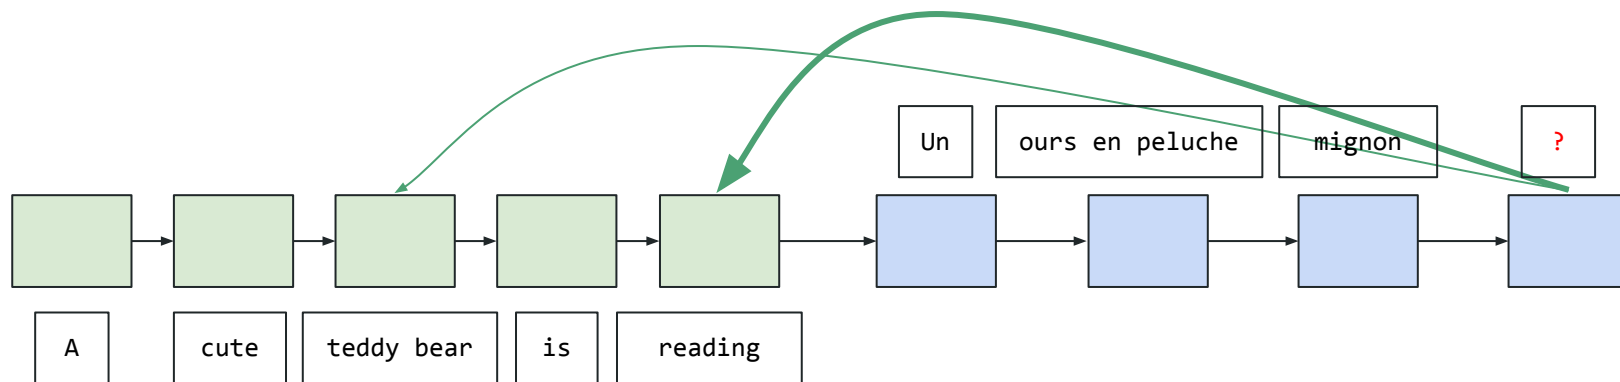 Un ours en peluche mignon ?
A cute teddy bear is reading